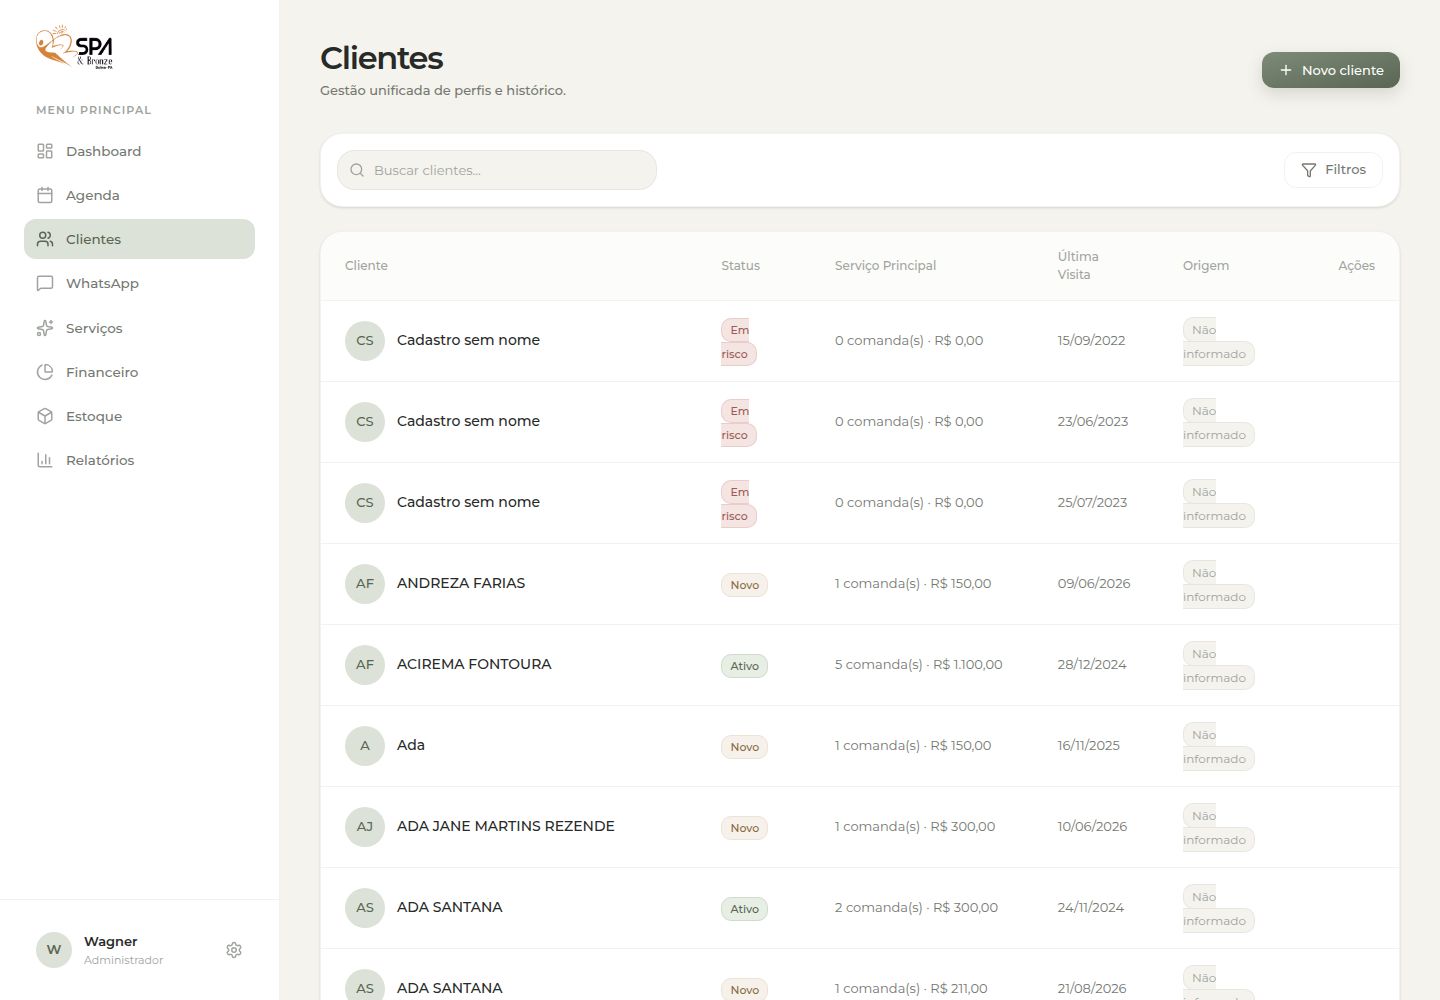 SPA
& Bronze
MENU PRINCIPAL
Dashboard
Agenda
Clientes
WhatsApp
Serviços
Financeiro
Estoque
Relatórios
W
Wagner
Administrador
Clientes
Gestão unificada de perfis e histórico.
Novo cliente
Buscar clientes...
Filtros
Cliente Status Serviço Principal Última Visita Origem Ações
CS Cadastro sem nome Em risco 0 comanda(s) · R$ 0,00 15/09/2022 Não informado
CS Cadastro sem nome Em risco 0 comanda(s) · R$ 0,00 23/06/2023 Não informado
CS Cadastro sem nome Em risco 0 comanda(s) · R$ 0,00 25/07/2023 Não informado
AF ANDREZA FARIAS Novo 1 comanda(s) · R$ 150,00 09/06/2026 Não informado
AF ACIREMA FONTOURA Ativo 5 comanda(s) · R$ 1.100,00 28/12/2024 Não informado
A Ada Novo 1 comanda(s) · R$ 150,00 16/11/2025 Não informado
AJ ADA JANE MARTINS REZENDE Novo 1 comanda(s) · R$ 300,00 10/06/2026 Não informado
AS ADA SANTANA Ativo 2 comanda(s) · R$ 300,00 24/11/2024 Não informado
AS ADA SANTANA Novo 1 comanda(s) · R$ 211,00 21/08/2026 Não